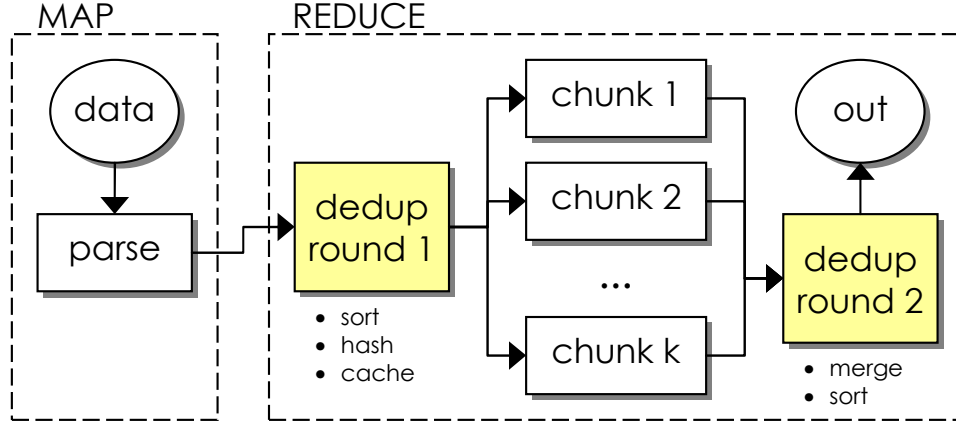 MAP
REDUCE
data
parse
dedup
round 1
• sort
• hash
• cache
chunk 1
chunk 2
...
chunk k
out
dedup
round 2
• merge
• sort